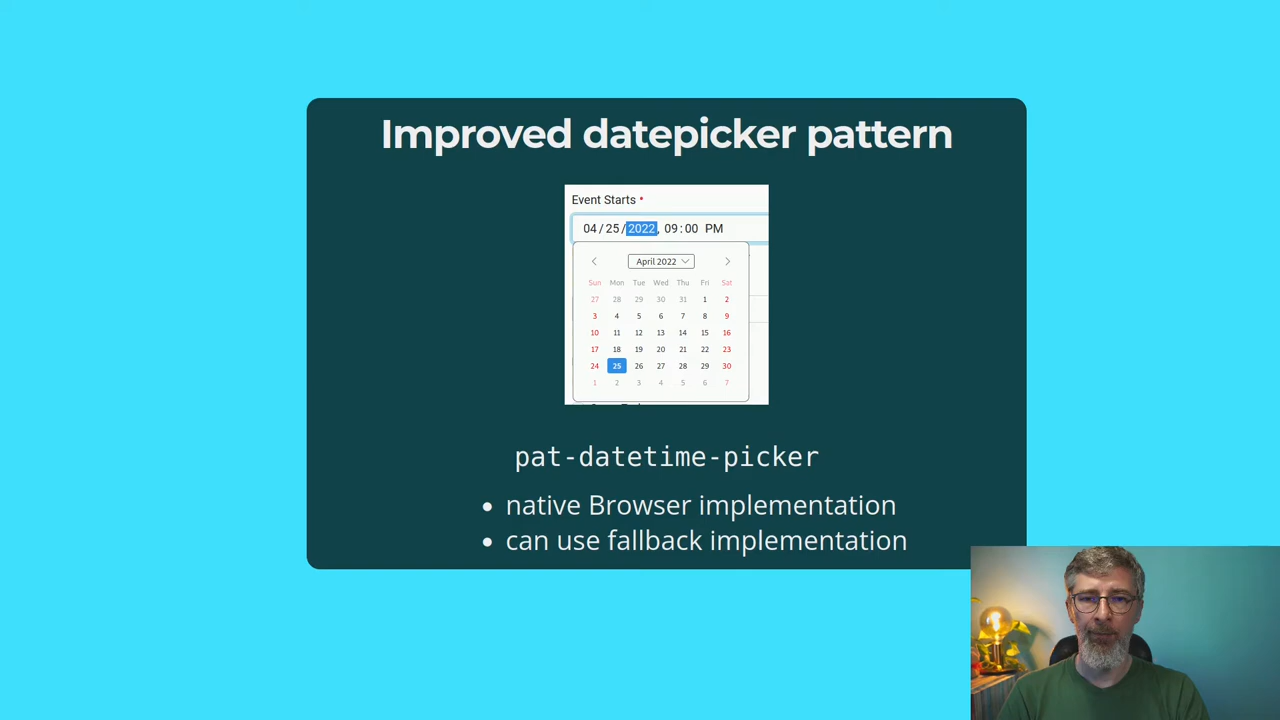 Improved datepicker pattern
Event Starts *
04/25/2022, 09:00 PM
April 2022
Sun Mon Tue Wed Thu Fri Sat
27 28 29 30 31 1 2
3 4 5 6 7 8 9
10 11 12 13 14 15 16
17 18 19 20 21 22 23
24 25 26 27 28 29 30
1 2 3 4 5 6 7
pat-datetime-picker
• native Browser implementation
• can use fallback implementation